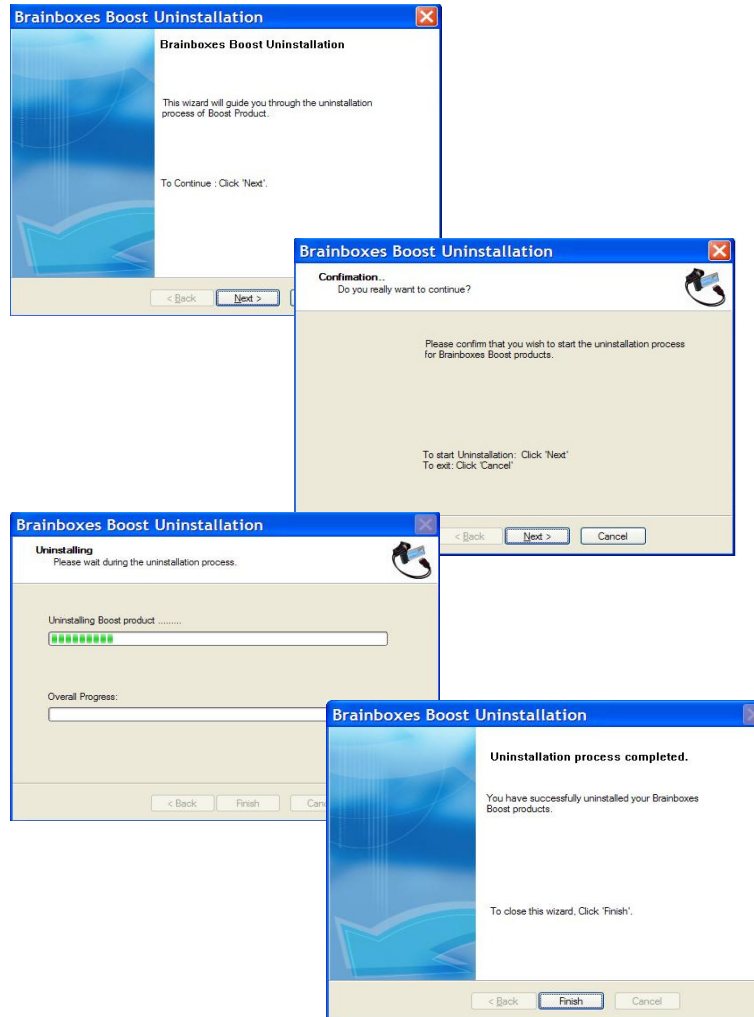 Brainboxes Boost Uninstallation
Brainboxes Boost Uninstallation
This wizard will guide you through the uninstallation
process of Boost Product.
To Continue : Click 'Next'.
< Back
Next >
Brainboxes Boost Uninstallation
Confimation..
Do you really want to continue?
Please confirm that you wish to start the uninstallation process
for Brainboxes Boost products.
To start Uninstallation: Click 'Next'
To exit: Click 'Cancel'
< Back
Next >
Cancel
Brainboxes Boost Uninstallation
Uninstalling
Please wait during the uninstallation process.
Uninstalling Boost product .........
Overall Progress:
< Back
Finish
Brainboxes Boost Uninstallation
Uninstallation process completed.
You have successfully uninstalled your Brainboxes
Boost products.
To close this wizard, Click 'Finish'.
< Back
Finish
Cancel